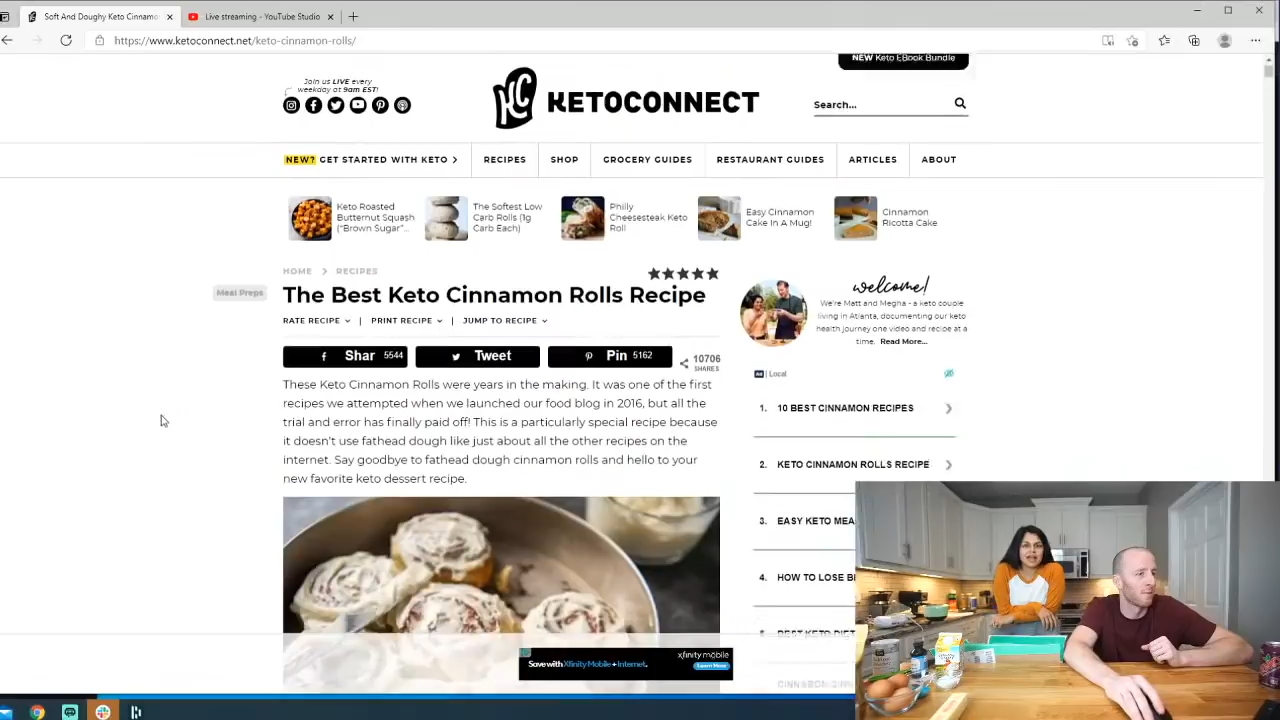 Soft And Doughy Keto Cinnamo
Live streaming - YouTube Studio
https://www.ketoconnect.net/keto-cinnamon-rolls/
NEW Keto EBook Bundle
Join us LIVE every
weekday at 9am EST!
KC
KETOCONNECT
Search...
NEW? GET STARTED WITH KETO
RECIPES
SHOP
GROCERY GUIDES
RESTAURANT GUIDES
ARTICLES
ABOUT
Keto Roasted
Butternut Squash
("Brown Sugar"...
The Softest Low
Carb Rolls (1g
Carb Each)
Philly
Cheesesteak Keto
Roll
Easy Cinnamon
Cake In A Mug!
Cinnamon
Ricotta Cake
HOME > RECIPES
Meal Preps
The Best Keto Cinnamon Rolls Recipe
RATE RECIPE | PRINT RECIPE | JUMP TO RECIPE
Shar 5544
Tweet
Pin 5162
10706
SHARES
These Keto Cinnamon Rolls were years in the making. It was one of the first
recipes we attempted when we launched our food blog in 2016, but all the
trial and error has finally paid off! This is a particularly special recipe because
it doesn't use fathead dough like just about all the other recipes on the
internet. Say goodbye to fathead dough cinnamon rolls and hello to your
new favorite keto dessert recipe.
welcome!
We're Matt and Megha - a keto couple
living in Atlanta, documenting our keto
health journey one video and recipe at a
time. Read More...
Ad | Local
1. 10 BEST CINNAMON RECIPES
2. KETO CINNAMON ROLLS RECIPE
3. EASY KETO MEA
4. HOW TO LOSE B
5. BEST KETO DIET
Save with Xfinity Mobile + Internet.
xfinity mobile
Learn More